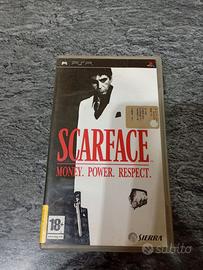 PSP
SCARFACE
MONEY. POWER. RESPECT.
18+
SIERRA
subito